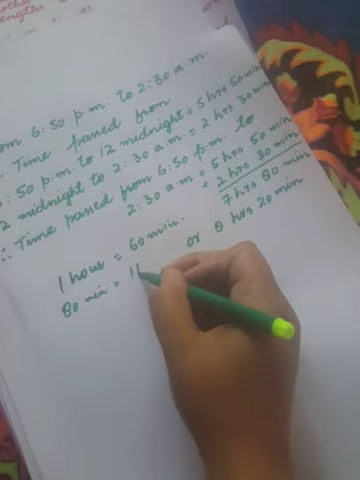 om 6:50 p.m. to 2:30 a.m.
∴ Time passed from
6:50 p.m. to 12 midnight = 5 hrs 50 min
2 midnight to 2:30 a.m. = 2 hrs 30 min
∴ Time passed from 6:50 p.m. to
2:30 a.m = 5 hrs 50 min
+ 2 hrs 30 min
7 hrs 80 min
or 8 hrs 20 min
1 hour = 60 min.
80 min = 1h